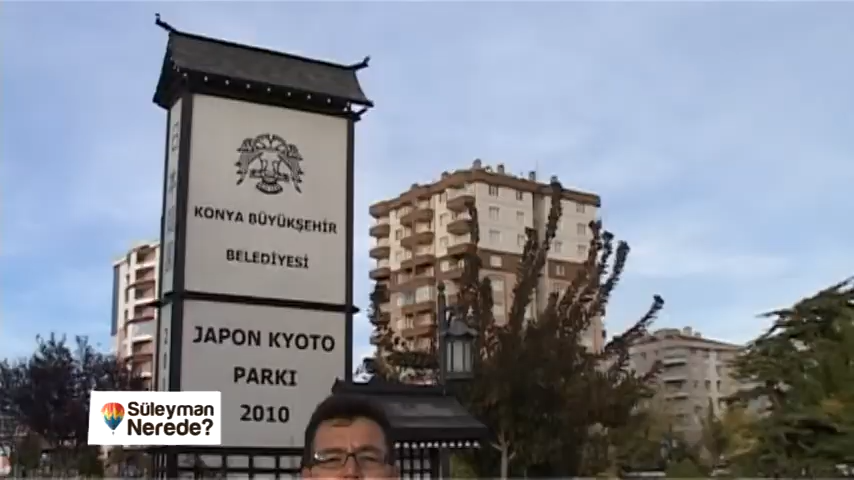 KONYA BÜYÜKŞEHİR
BELEDİYESİ
JAPON KYOTO
PARKI
2010
Süleyman
Nerede?